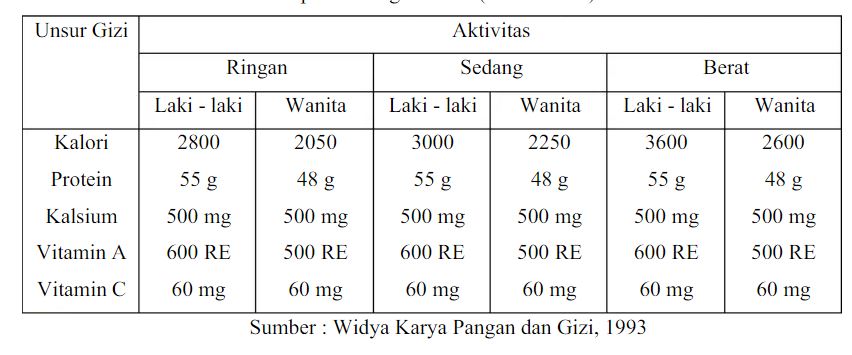 Unsur Gizi Aktivitas
Ringan Sedang Berat
Laki - laki Wanita Laki - laki Wanita Laki - laki Wanita
Kalori 2800 2050 3000 2250 3600 2600
Protein 55 g 48 g 55 g 48 g 55 g 48 g
Kalsium 500 mg 500 mg 500 mg 500 mg 500 mg 500 mg
Vitamin A 600 RE 500 RE 600 RE 500 RE 600 RE 500 RE
Vitamin C 60 mg 60 mg 60 mg 60 mg 60 mg 60 mg
Sumber : Widya Karya Pangan dan Gizi, 1993